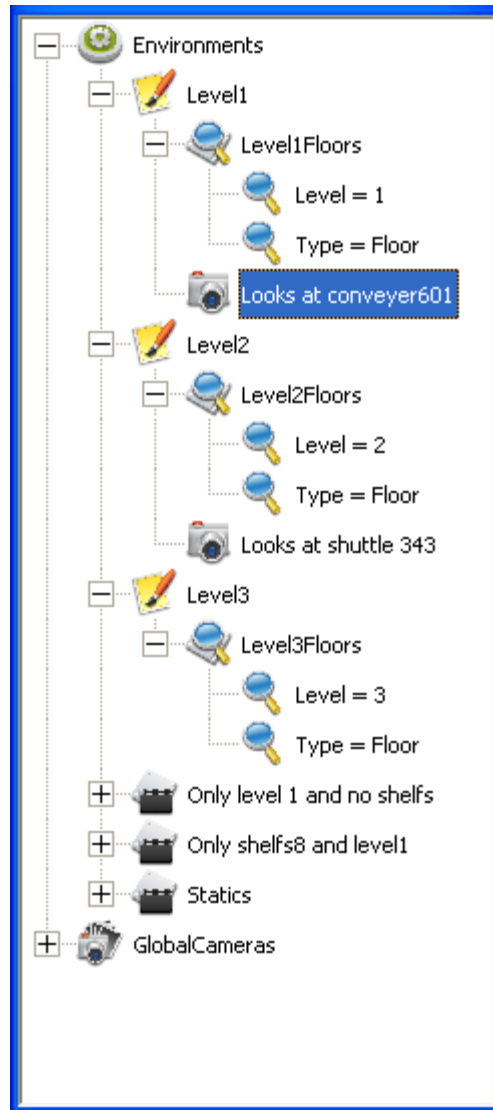 Environments
Level1
Level1Floors
Level = 1
Type = Floor
Looks at conveyer601
Level2
Level2Floors
Level = 2
Type = Floor
Looks at shuttle 343
Level3
Level3Floors
Level = 3
Type = Floor
Only level 1 and no shelfs
Only shelfs8 and level1
Statics
GlobalCameras